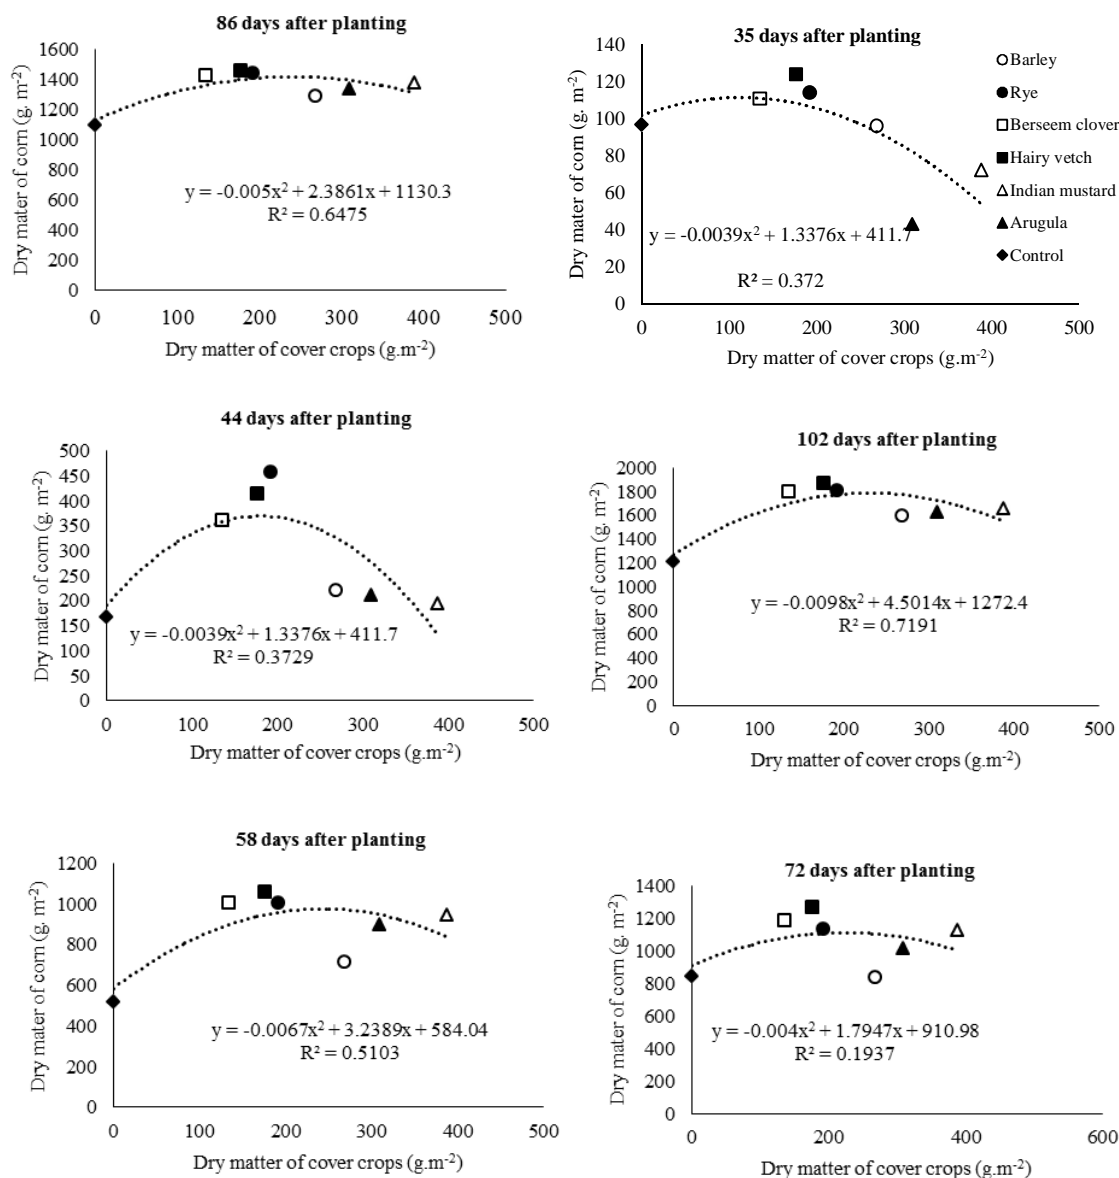 86 days after planting
Dry mater of corn (g. m-2)
1600
1400
1200
1000
800
600
400
200
0
y = -0.005x2 + 2.3861x + 1130.3
R² = 0.6475
0 100 200 300 400 500
Dry matter of cover crops (g.m-2)
35 days after planting
Dry mater of corn (g. m-2)
140
120
100
80
60
40
20
0
y = -0.0039x2 + 1.3376x + 411.7
R² = 0.372
0 100 200 300 400 500
Dry matter of cover crops (g.m-2)
Barley
Rye
Berseem clover
Hairy vetch
Indian mustard
Arugula
Control
44 days after planting
Dry mater of corn (g. m-2)
500
450
400
350
300
250
200
150
100
50
0
y = -0.0039x2 + 1.3376x + 411.7
R² = 0.3729
0 100 200 300 400 500
Dry matter of cover crops (g.m-2)
102 days after planting
Dry mater of corn (g. m-2)
2000
1800
1600
1400
1200
1000
800
600
400
200
0
y = -0.0098x2 + 4.5014x + 1272.4
R² = 0.7191
0 100 200 300 400 500
Dry matter of cover crops (g.m-2)
58 days after planting
Dry mater of corn (g. m-2)
1200
1000
800
600
400
200
0
y = -0.0067x2 + 3.2389x + 584.04
R² = 0.5103
0 100 200 300 400 500
Dry matter of cover crops (g.m-2)
72 days after planting
Dry mater of corn (g. m-2)
1400
1200
1000
800
600
400
200
0
y = -0.004x2 + 1.7947x + 910.98
R² = 0.1937
0 200 400 600
Dry matter of cover crops (g.m-2)